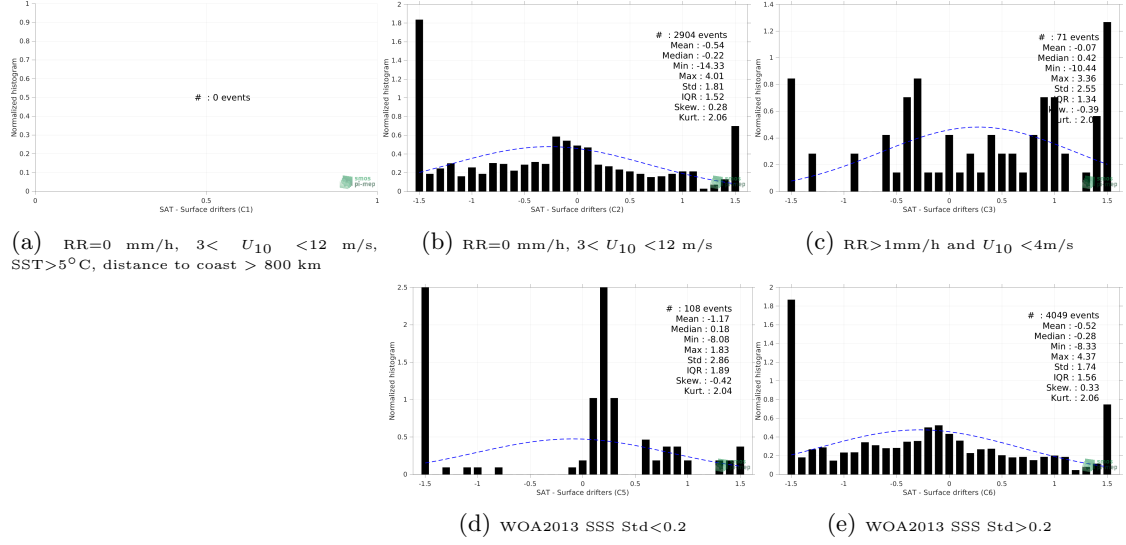 1
0.9
0.8
0.7
0.6
0.5
0.4
0.3
0.2
0.1
0
0
0.5
1
Normalized histogram
# : 0 events
smos
pi-mep
SAT - Surface drifters (C1)
(a) RR=0 mm/h, 3< U10 <12 m/s,
SST>5°C, distance to coast > 800 km
2
1.8
1.6
1.4
1.2
1
0.8
0.6
0.4
0.2
0
-1.5 -1 -0.5 0 0.5 1 1.5
Normalized histogram
# : 2904 events
Mean : -0.54
Median : -0.22
Min : -14.33
Max : 4.01
Std : 1.81
IQR : 1.52
Skew. : 0.28
Kurt. : 2.06
pi-mep
SAT - Surface drifters (C2)
(b) RR=0 mm/h, 3< U10 <12 m/s
1.4
1.2
1
0.8
0.6
0.4
0.2
0
-1.5 -1 -0.5 0 0.5 1 1.5
Normalized histogram
# : 71 events
Mean : -0.07
Median : 0.42
Min : -10.44
Max : 3.36
Std : 2.55
IQR : 1.34
: -0.39
Kurt. :
pi-mep
SAT - Surface drifters (C3)
(c) RR>1mm/h and U10 <4m/s
2.5
2
1.5
1
0.5
0
-1.5 -1 -0.5 0 0.5 1 1.5
Normalized histogram
# : 108 events
Mean : -1.17
Median : 0.18
Min : -8.08
Max : 1.83
Std : 2.86
IQR : 1.89
Skew. : -0.42
Kurt. : 2.04
pi-mep
SAT - Surface drifters (C5)
(d) WOA2013 SSS Std<0.2
2
1.8
1.6
1.4
1.2
1
0.8
0.6
0.4
0.2
0
-1.5 -1 -0.5 0 0.5 1 1.5
Normalized histogram
# : 4049 events
Mean : -0.52
Median : -0.28
Min : -8.33
Max : 4.37
Std : 1.74
IQR : 1.56
Skew. : 0.33
Kurt. : 2.06
pi-mep
SAT - Surface drifters (C6)
(e) WOA2013 SSS Std>0.2